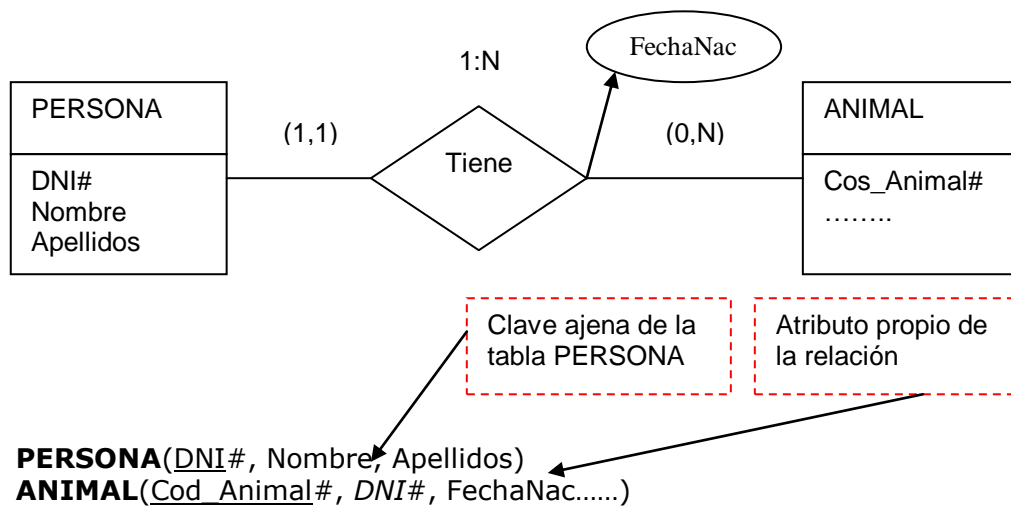 FechaNac
1:N
PERSONA
DNI#
Nombre
Apellidos
(1,1)
Tiene
(0,N)
ANIMAL
Cos_Animal#
……..
Clave ajena de la
tabla PERSONA
Atributo propio de
la relación
PERSONA(DNI#, Nombre, Apellidos)
ANIMAL(Cod_Animal#, DNI#, FechaNac......)